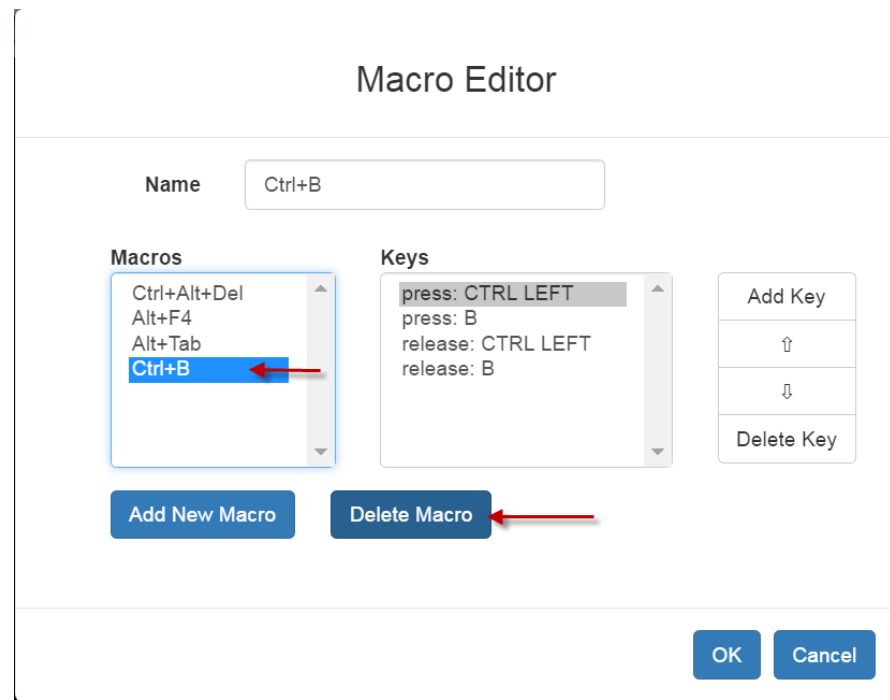 Macro Editor
Name Ctrl+B
Macros
Ctrl+Alt+Del
Alt+F4
Alt+Tab
Ctrl+B
Keys
press: CTRL LEFT
press: B
release: CTRL LEFT
release: B
Add Key
⇧
⇩
Delete Key
Add New Macro
Delete Macro
OK
Cancel